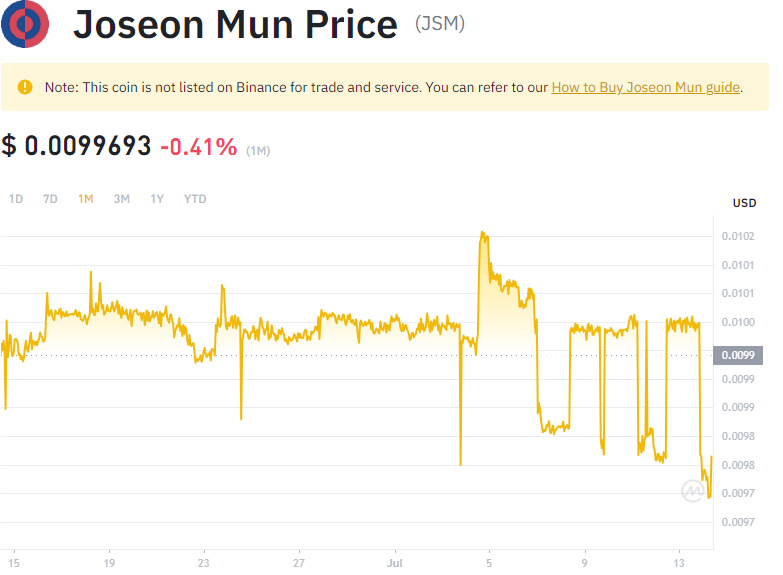 Joseon Mun Price (JSM)
Note: This coin is not listed on Binance for trade and service. You can refer to our How to Buy Joseon Mun guide.
$ 0.0099693 -0.41% (1M)
1D 7D 1M 3M 1Y YTD
USD
0.0102
0.0101
0.0101
0.0100
0.0099
0.0099
0.0099
0.0098
0.0098
0.0097
0.0097
15 19 23 27 Jul 5 9 13